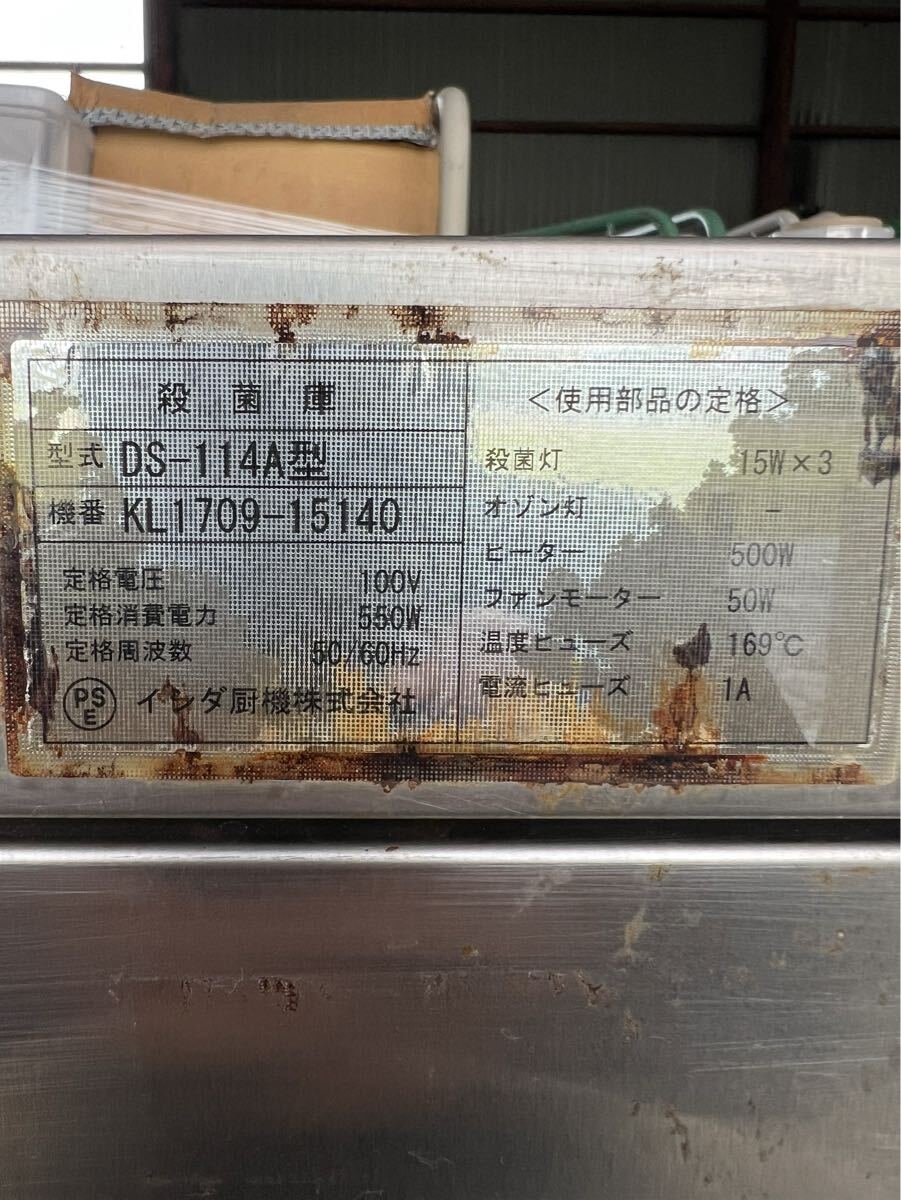 殺菌庫
型式 DS-114A型
機番 KL1709-15140
定格電圧 100V
定格消費電力 550W
定格周波数 50/60Hz
PSE イシダ厨機株式会社
<使用部品の定格>
殺菌灯 15W×3
オゾン灯 -
ヒーター 500W
ファンモーター 50W
温度ヒューズ 169℃
電流ヒューズ 1A